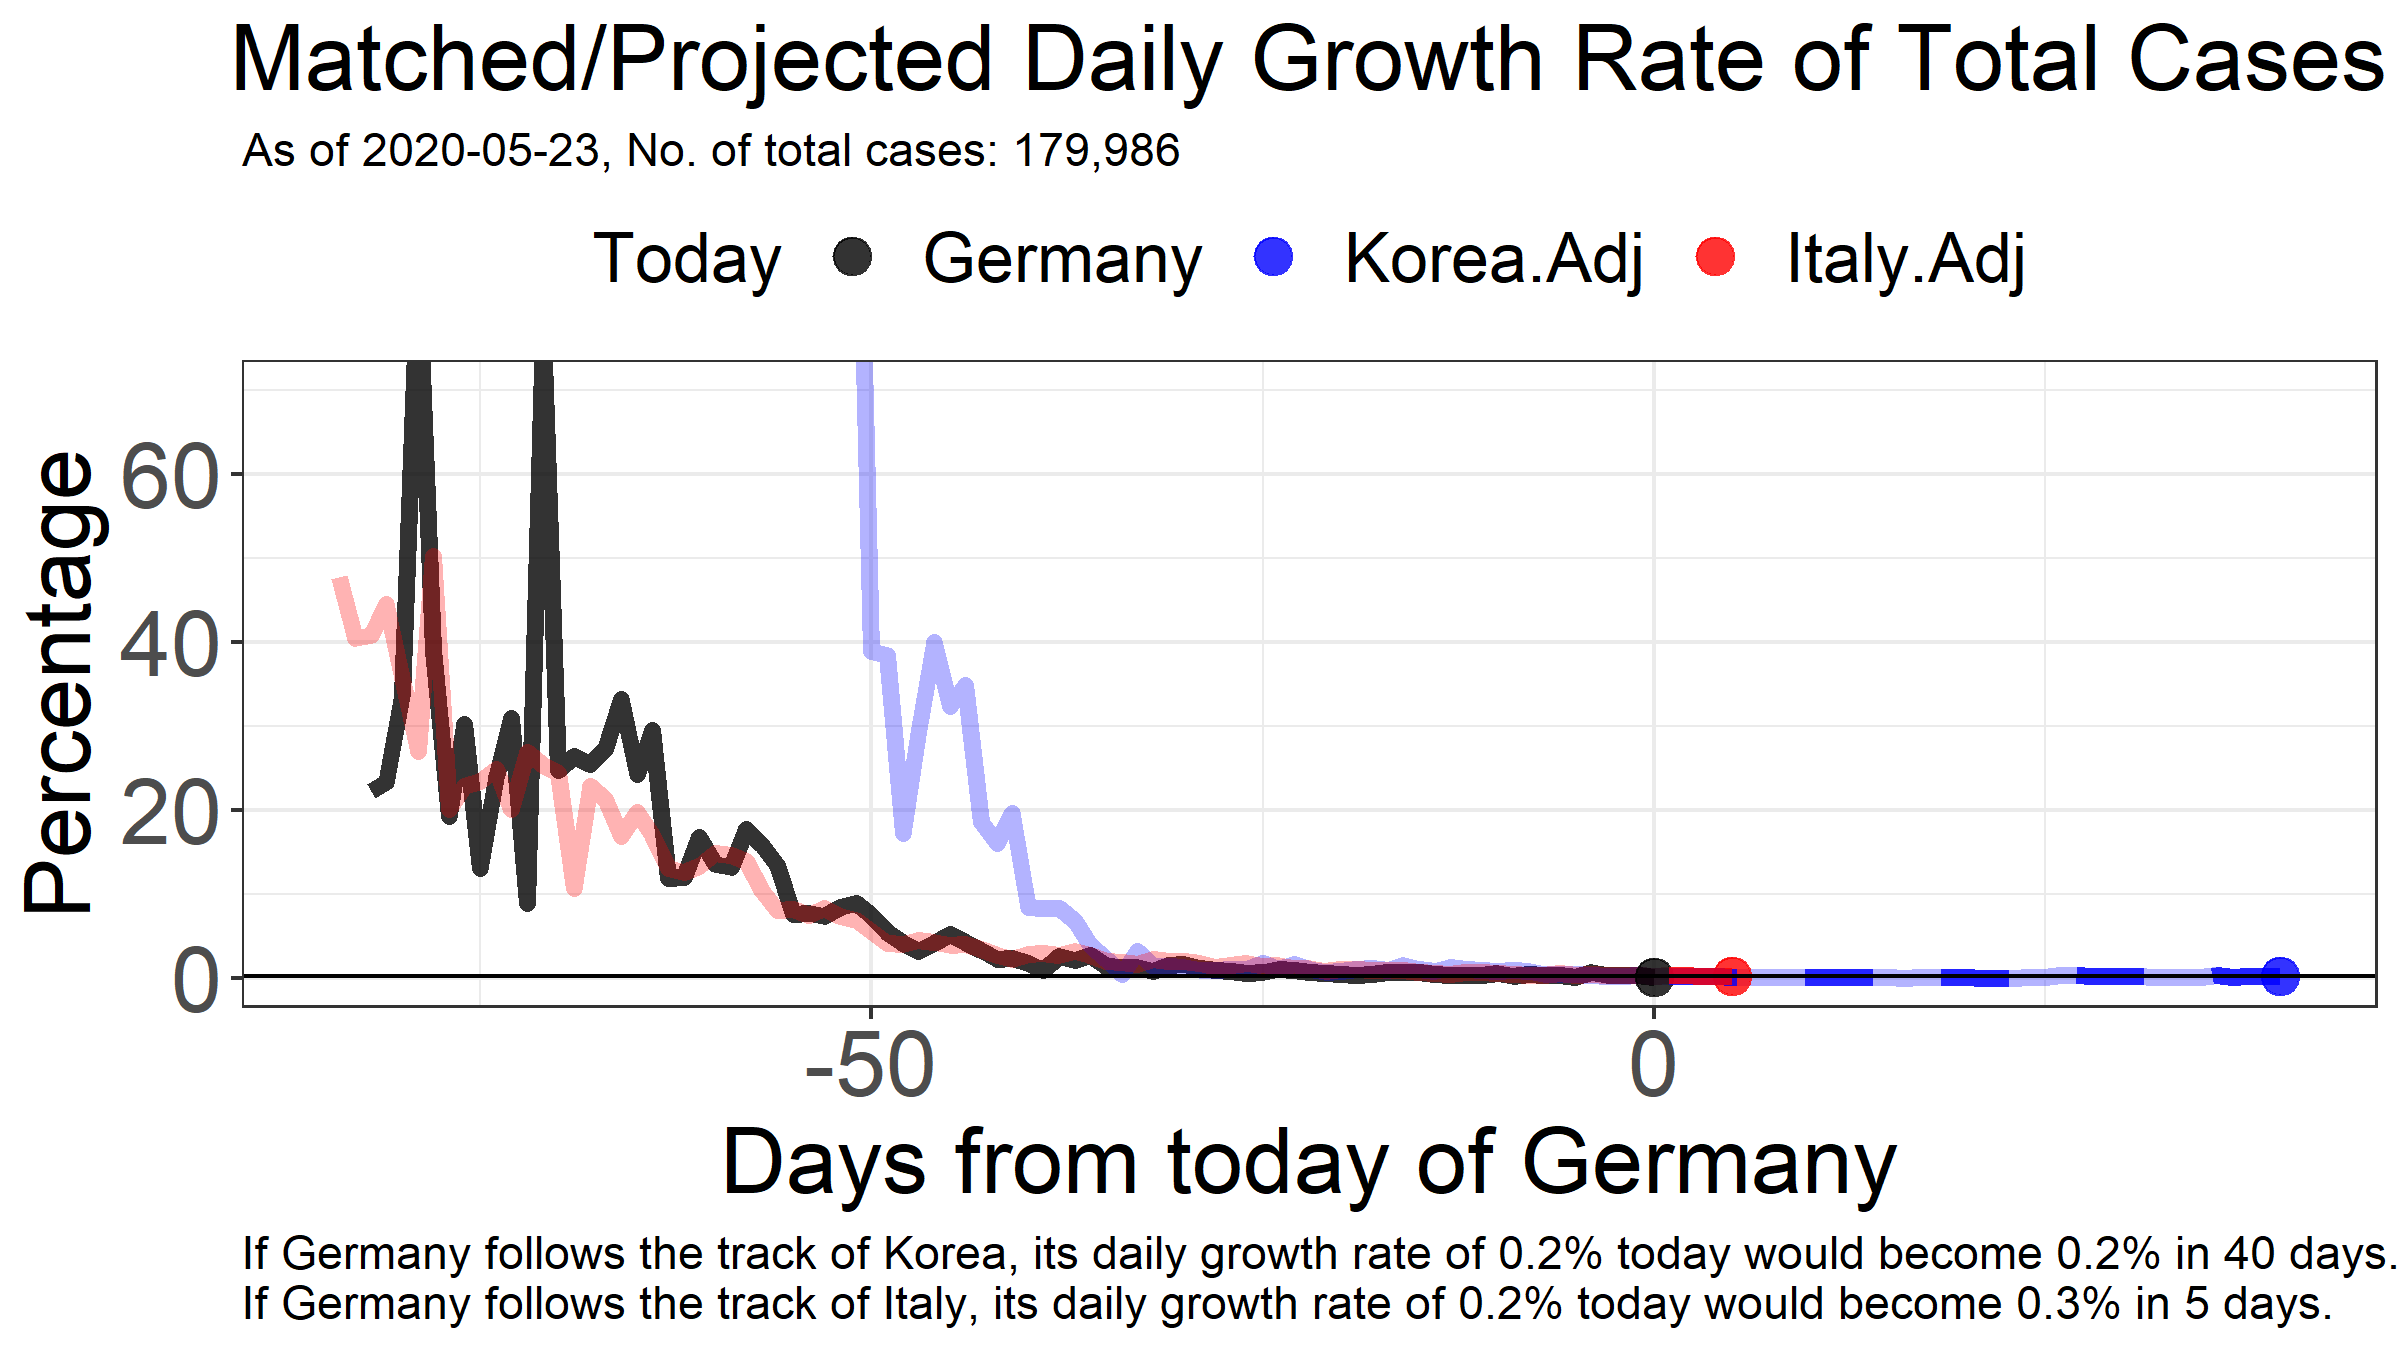 Matched/Projected Daily Growth Rate of Total Cases
As of 2020-05-23, No. of total cases: 179,986
Today Germany Korea.Adj Italy.Adj
Percentage
60
40
20
0
-50 0
Days from today of Germany
If Germany follows the track of Korea, its daily growth rate of 0.2% today would become 0.2% in 40 days.
If Germany follows the track of Italy, its daily growth rate of 0.2% today would become 0.3% in 5 days.